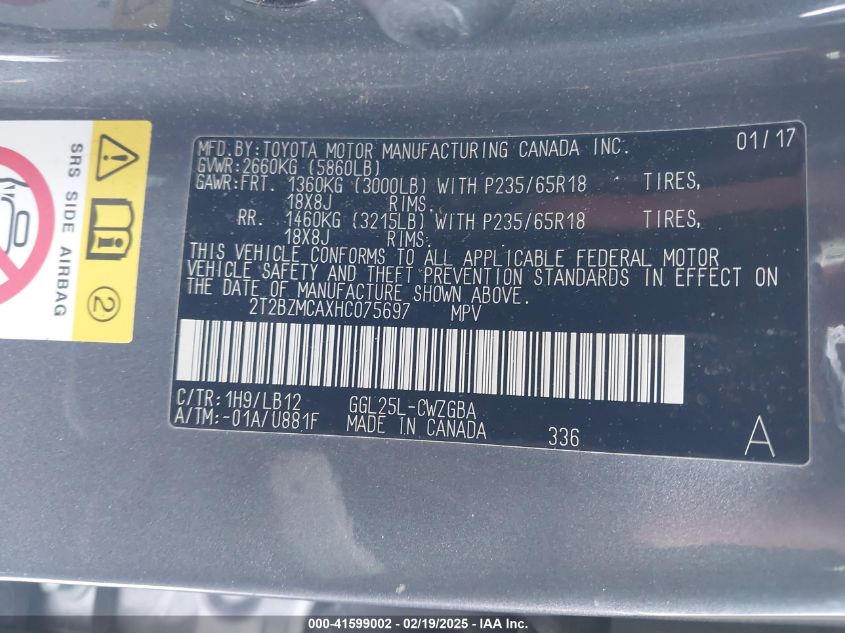 MFD.BY:TOYOTA MOTOR MANUFACTURING CANADA INC. 01/17
GVWR:2660KG (5860LB)
GAWR:FRT. 1360KG (3000LB) WITH P235/65R18 TIRES,
18X8J RIMS.
RR. 1460KG (3215LB) WITH P235/65R18 TIRES,
18X8J RIMS.
THIS VEHICLE CONFORMS TO ALL APPLICABLE FEDERAL MOTOR
VEHICLE SAFETY AND THEFT PREVENTION STANDARDS IN EFFECT ON
THE DATE OF MANUFACTURE SHOWN ABOVE.
2T2BZMCAXHC075697 MPV
C/TR: 1H9/LB12 GGL25L-CWZGBA
A/TM:-01A/U881F MADE IN CANADA 336 A
SRS SIDE AIRBAG
2
000-41599002 - 02/19/2025 - IAA Inc.